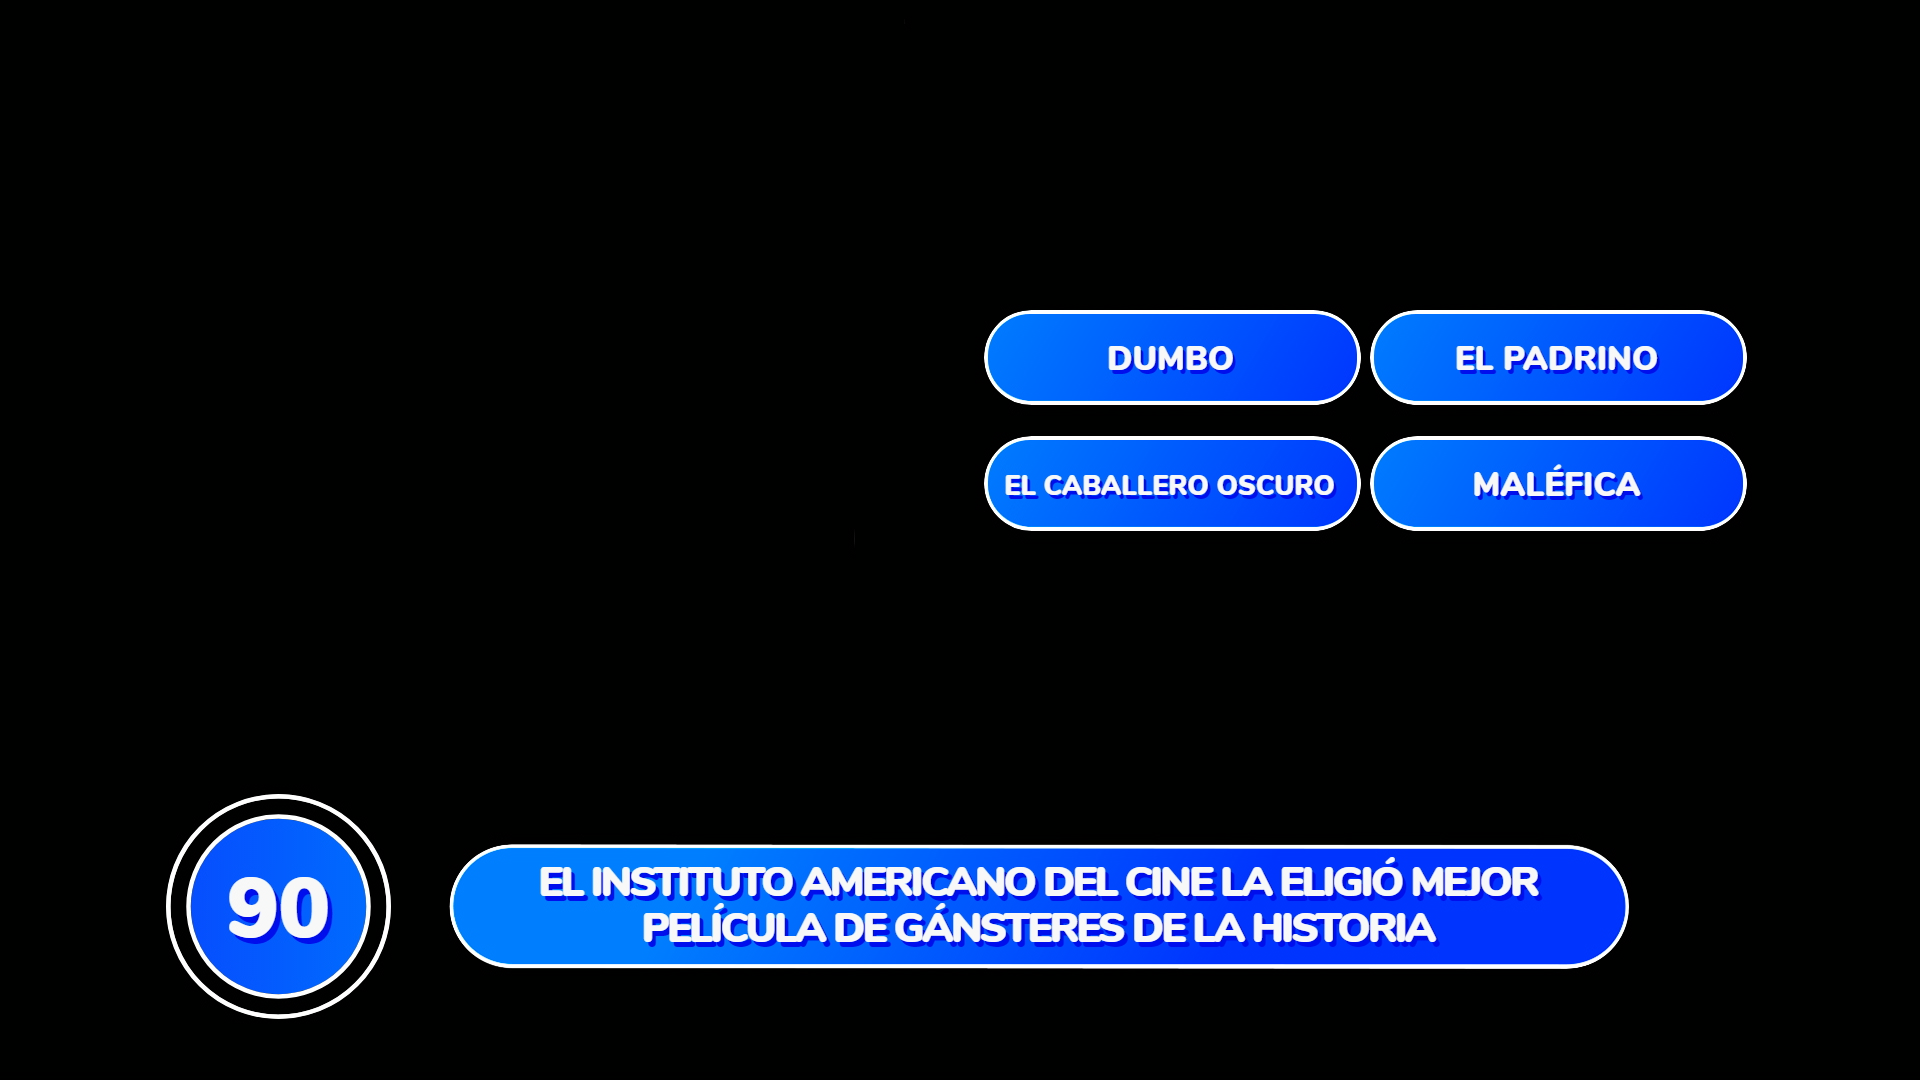 DUMBO
EL PADRINO
EL CABALLERO OSCURO
MALÉFICA
90
EL INSTITUTO AMERICANO DEL CINE LA ELIGIÓ MEJOR
PELÍCULA DE GÁNSTERES DE LA HISTORIA